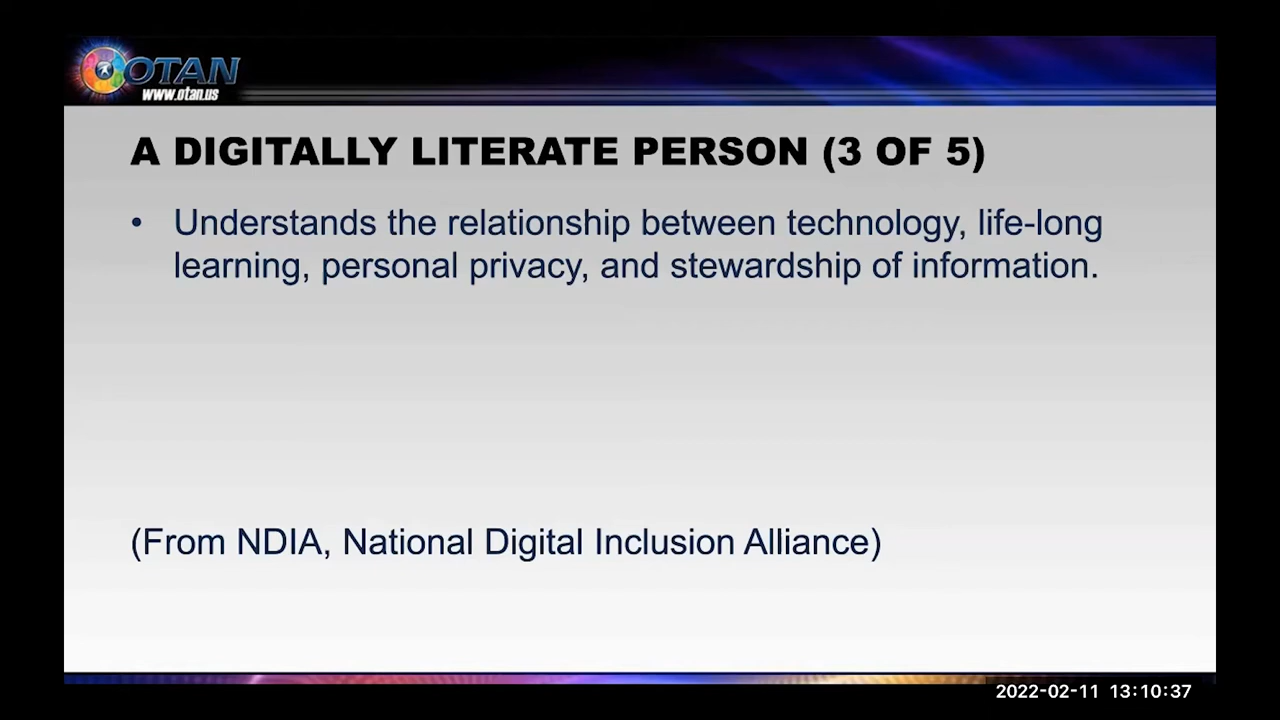 OTAN
www.otan.us
A DIGITALLY LITERATE PERSON (3 OF 5)
• Understands the relationship between technology, life-long
learning, personal privacy, and stewardship of information.
(From NDIA, National Digital Inclusion Alliance)
2022-02-11 13:10:37